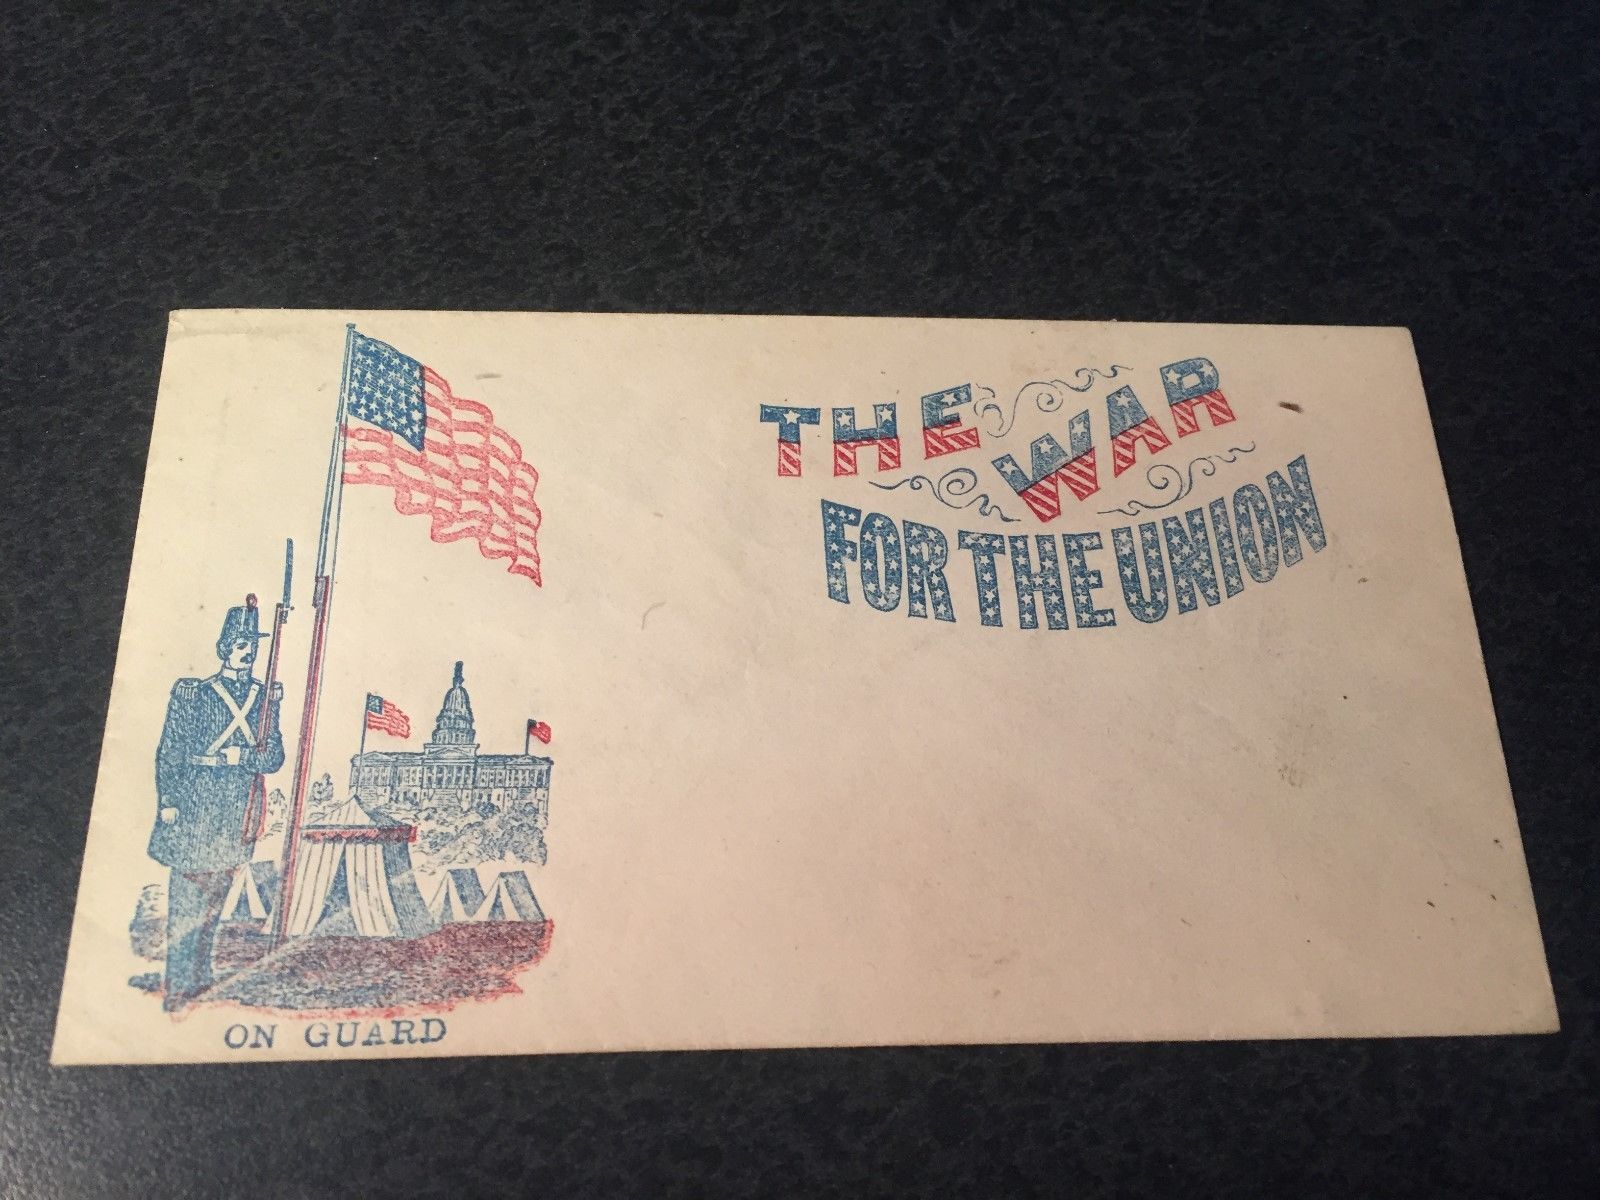 THE WAR
FOR THE UNION
ON GUARD